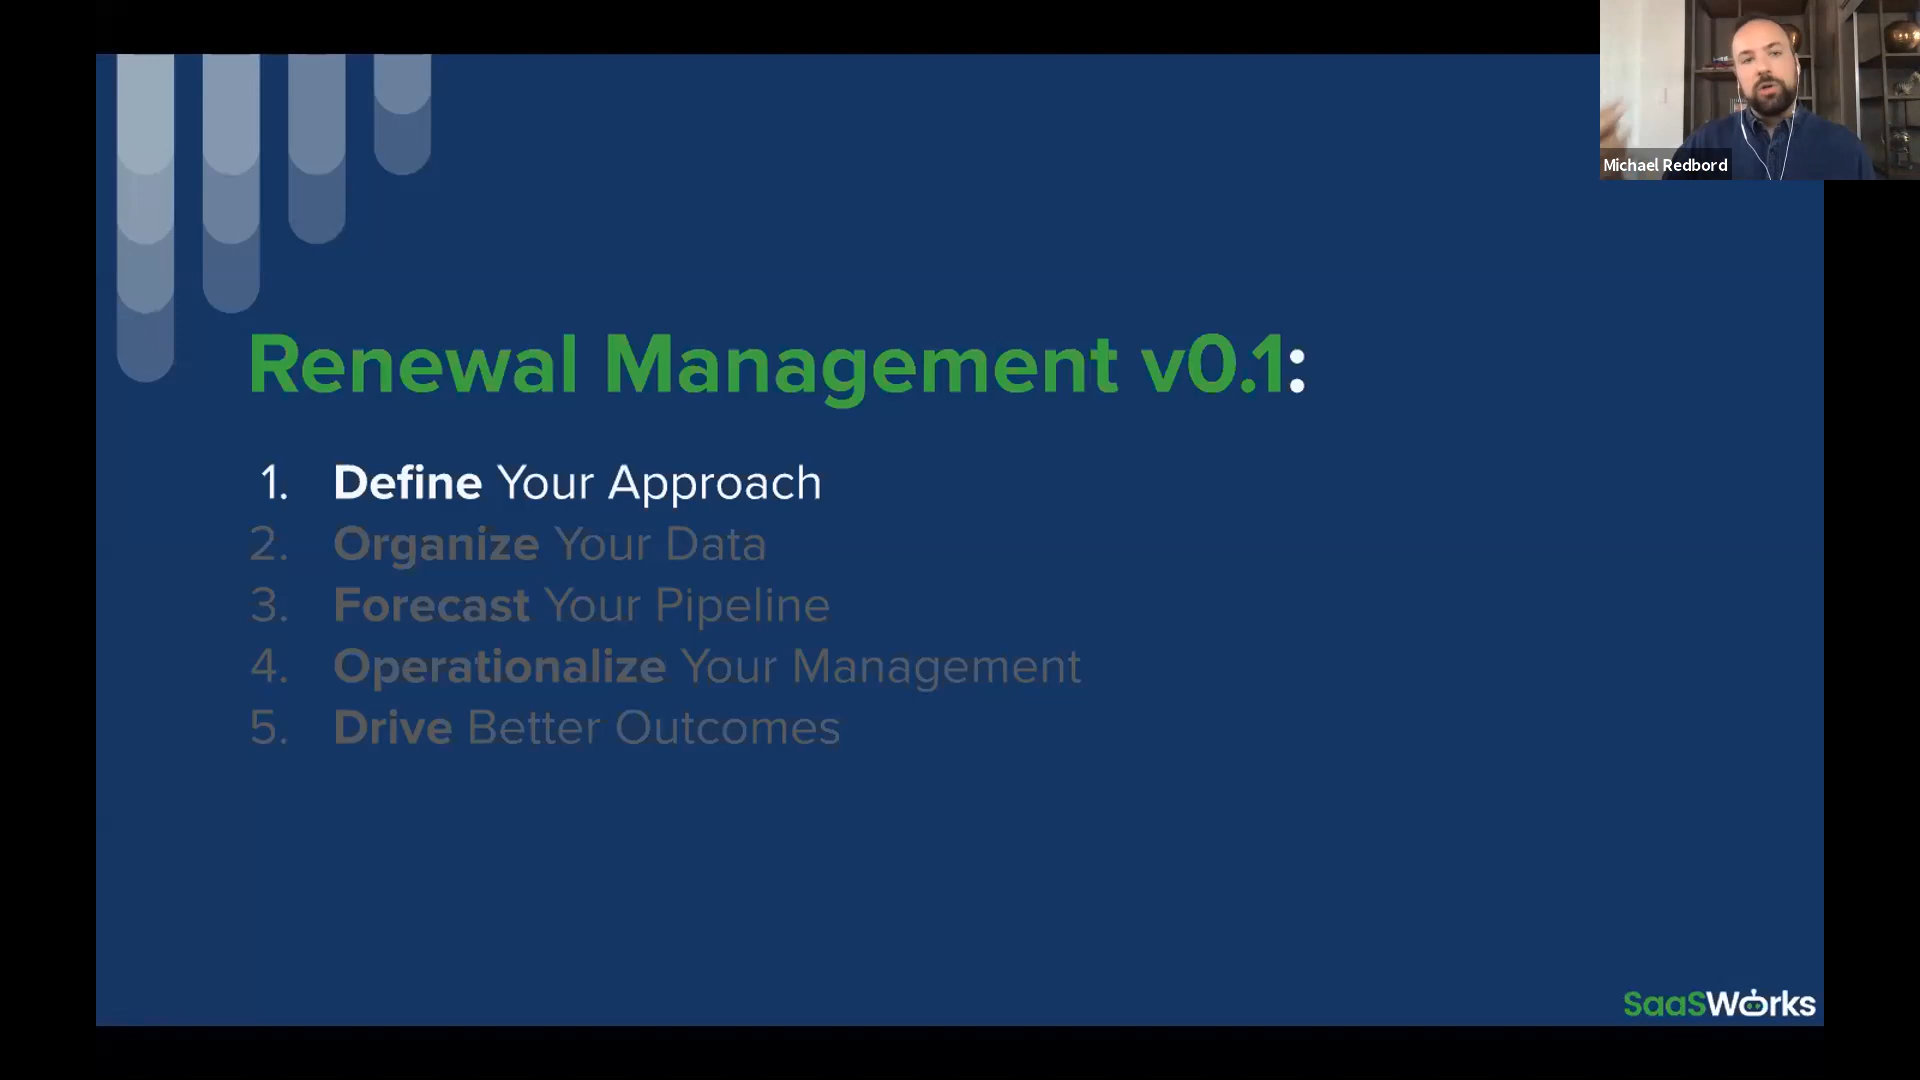 Michael Redbord
Renewal Management v0.1:
1. Define Your Approach
2. Organize Your Data
3. Forecast Your Pipeline
4. Operationalize Your Management
5. Drive Better Outcomes
SaaSWorks